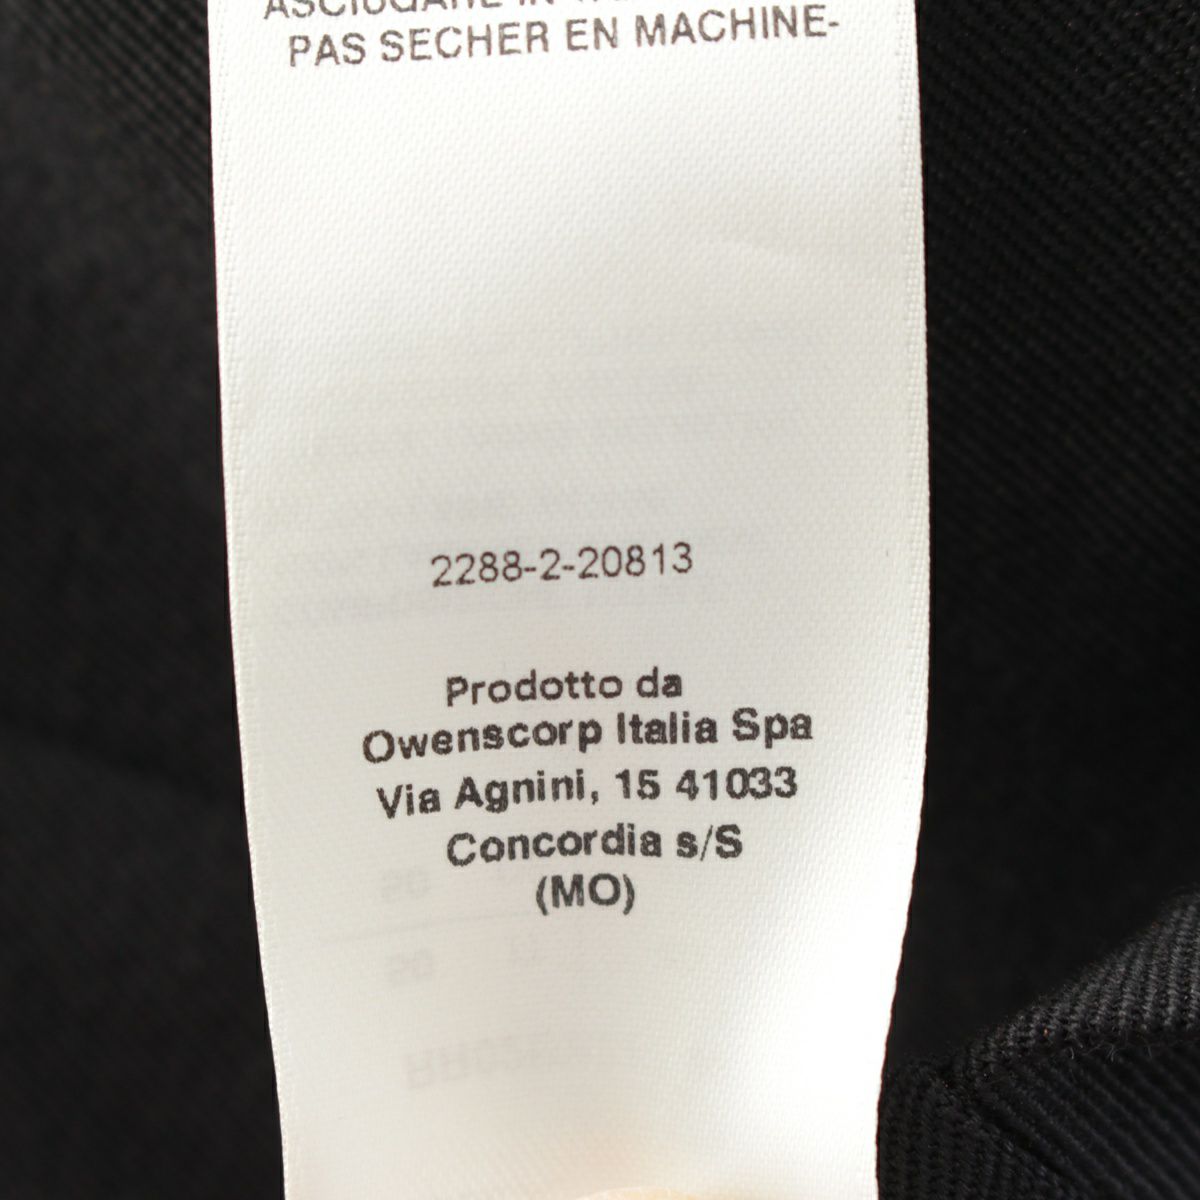 PAS SECHER EN MACHINE-
2288-2-20813
Prodotto da
Owenscorp Italia Spa
Via Agnini, 15 41033
Concordia s/S
(MO)